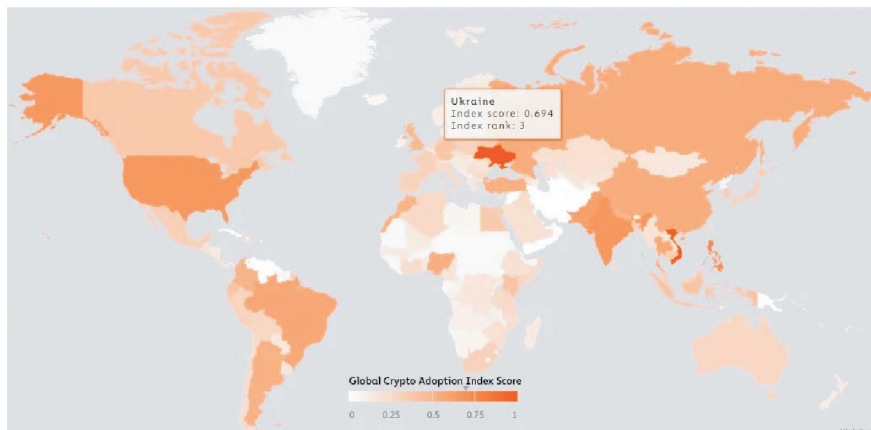 Ukraine
Index score: 0.694
Index rank: 3
Global Crypto Adoption Index Score
0 0.25 0.5 0.75 1